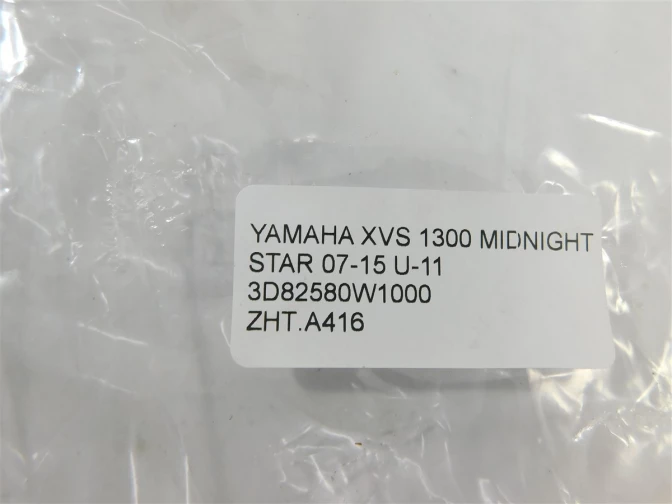 YAMAHA XVS 1300 MIDNIGHT
STAR 07-15 U-11
3D82580W1000
ZHT.A416